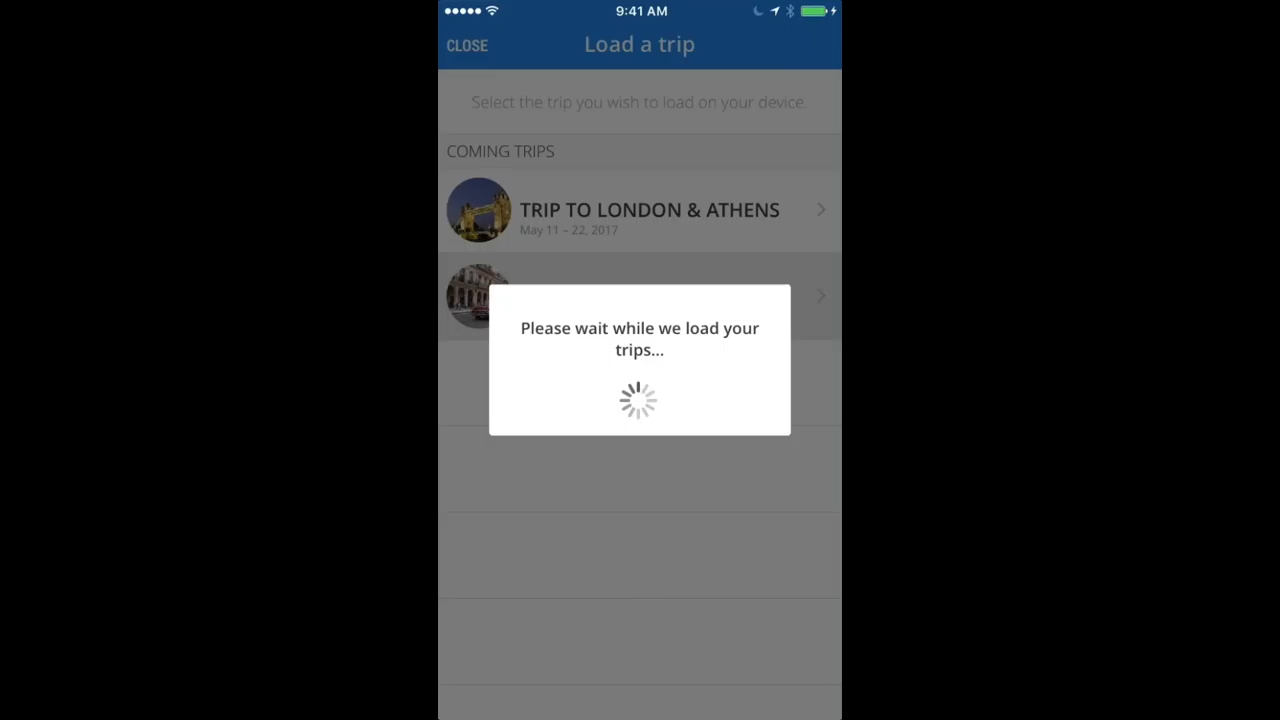 9:41 AM
CLOSE
Load a trip
Select the trip you wish to load on your device.
COMING TRIPS
TRIP TO LONDON & ATHENS
May 11 – 22, 2017
Please wait while we load your
trips...